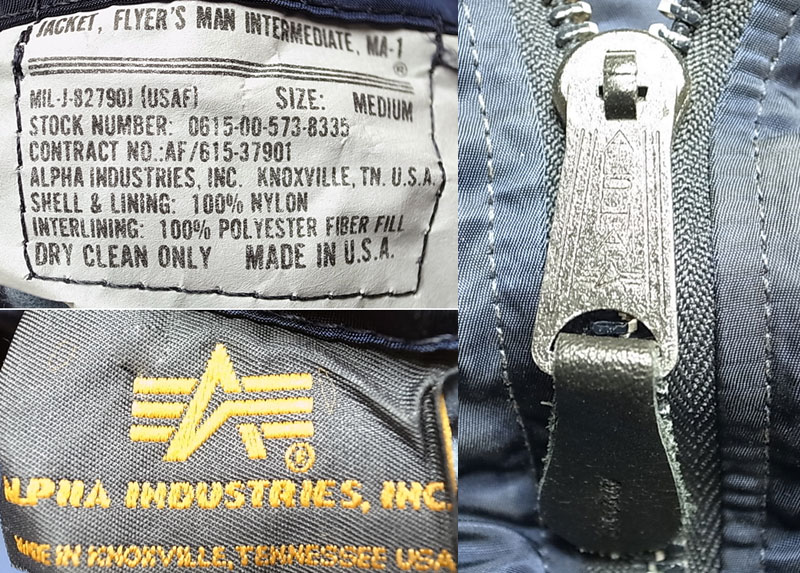 JACKET, FLYER'S MAN INTERMEDIATE, MA-1
®
MIL-J-82790J (USAF) SIZE: MEDIUM
STOCK NUMBER: 0615-00-573-8335
CONTRACT NO.:AF/615-37901
ALPHA INDUSTRIES, INC. KNOXVILLE, TN. U.S.A.
SHELL & LINING: 100% NYLON
INTERLINING: 100% POLYESTER FIBER FILL
DRY CLEAN ONLY MADE IN U.S.A.
®
ALPHA INDUSTRIES, INC.
MADE IN KNOXVILLE, TENNESSEE USA